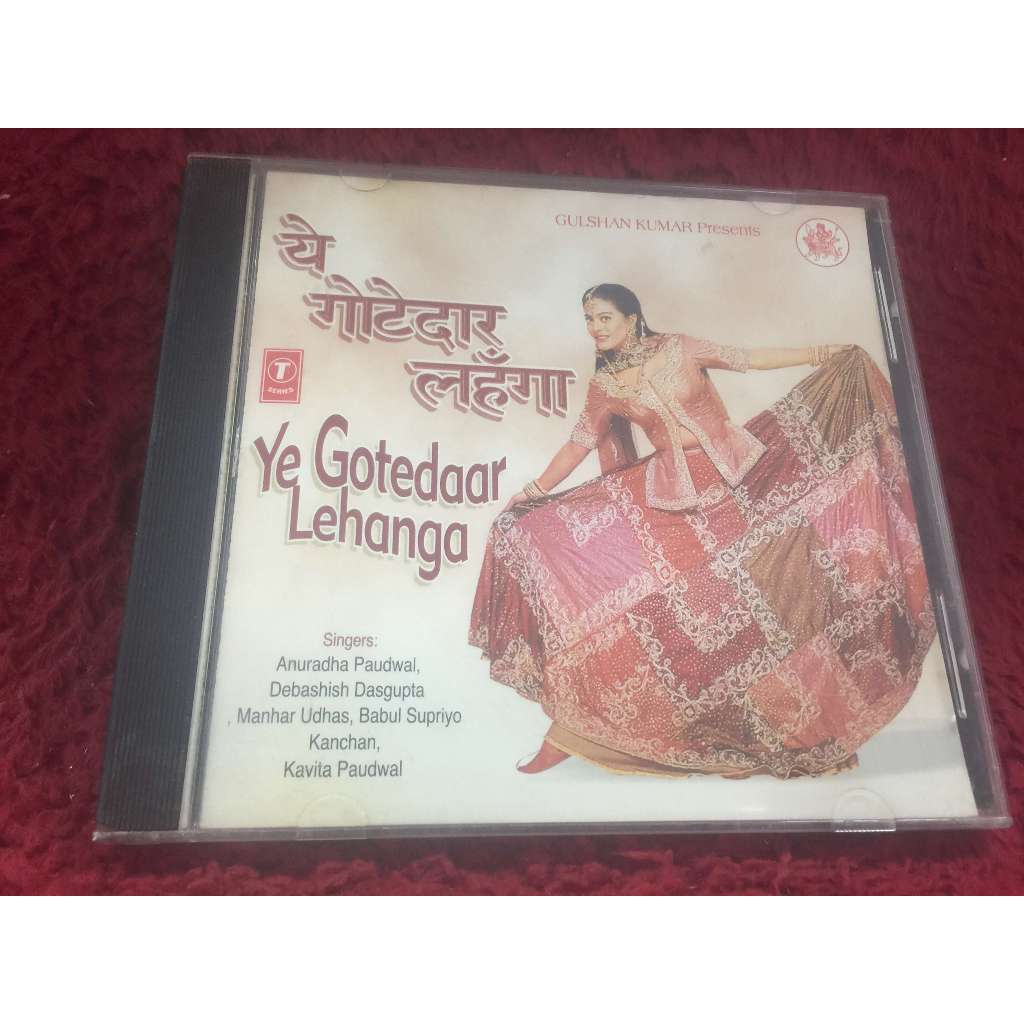 GULSHAN KUMAR Presents
ये
गोटेदार
लहँगा
T
SERIES
Ye Gotedaar
Lehanga
Singers:
Anuradha Paudwal,
Debashish Dasgupta
, Manhar Udhas, Babul Supriyo
Kanchan,
Kavita Paudwal